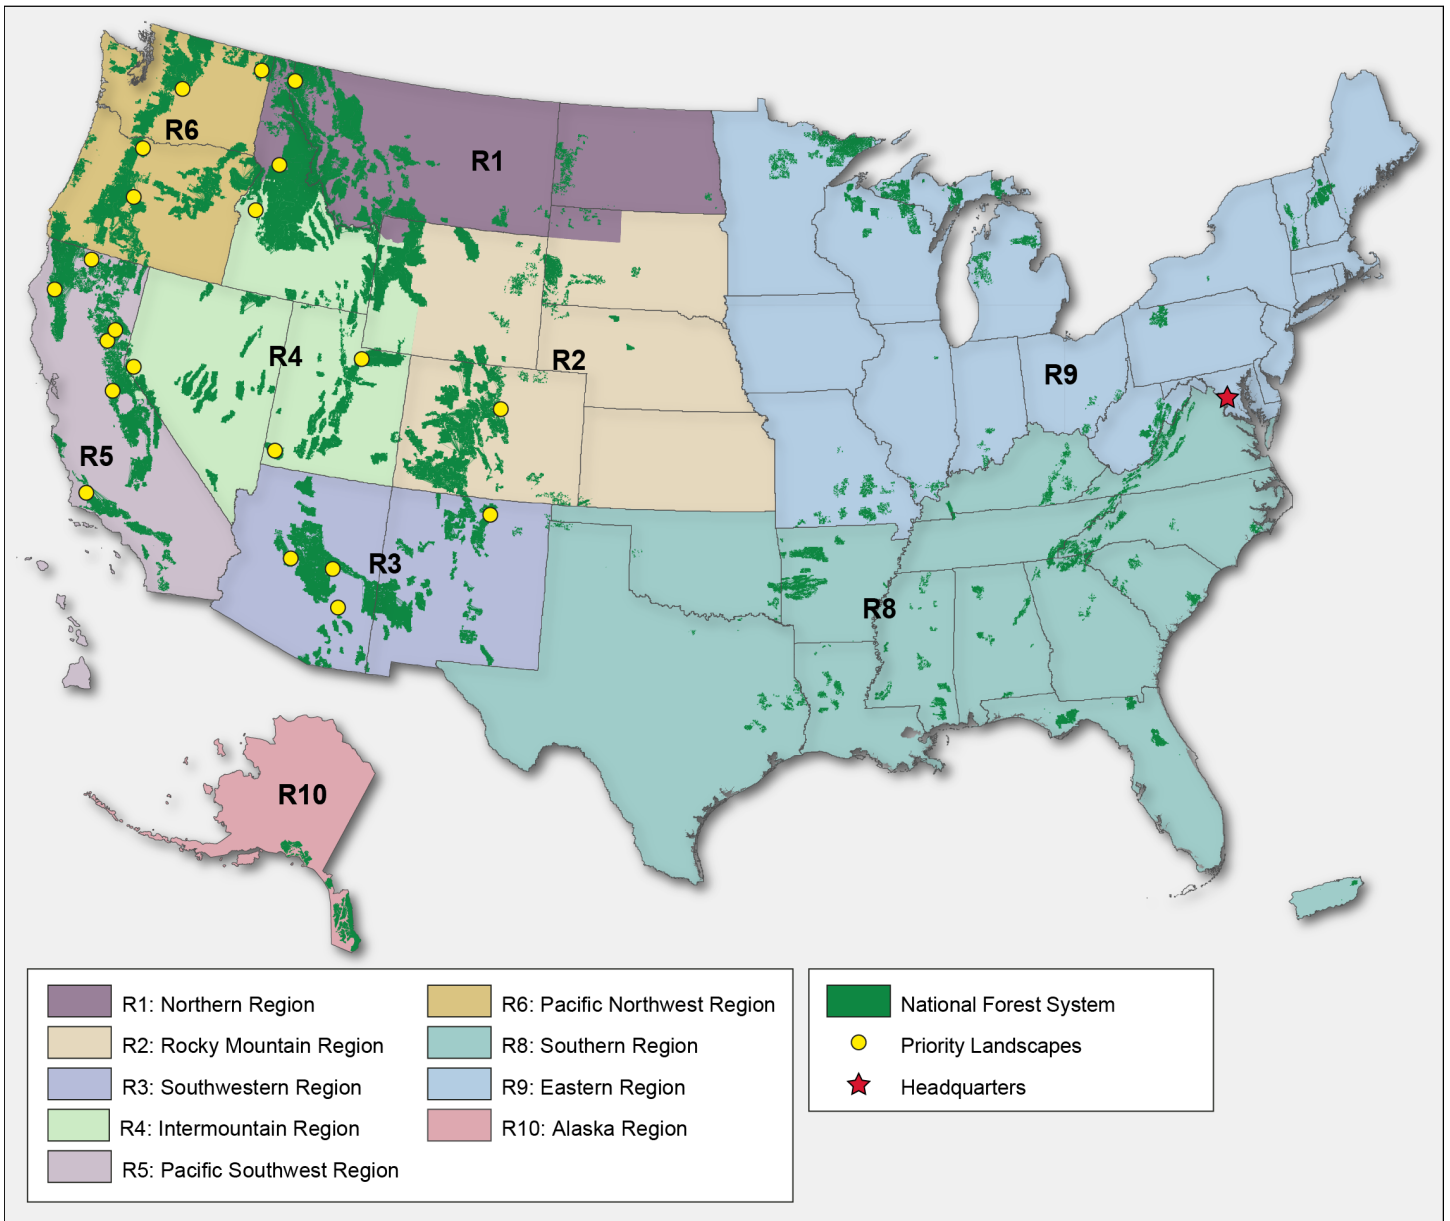 R6
R1
R4
R2
R9
R5
R3
R8
R10
R1: Northern Region
R2: Rocky Mountain Region
R3: Southwestern Region
R4: Intermountain Region
R5: Pacific Southwest Region
R6: Pacific Northwest Region
R8: Southern Region
R9: Eastern Region
R10: Alaska Region
National Forest System
Priority Landscapes
Headquarters